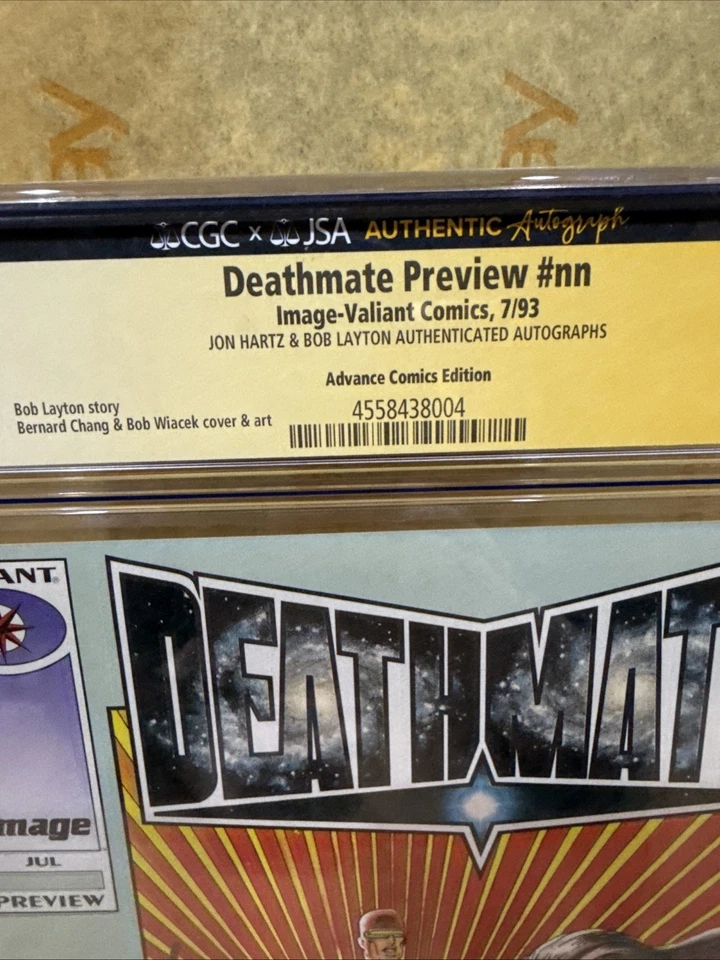 CGC x JSA AUTHENTIC Autograph
Deathmate Preview #nn
Image-Valiant Comics, 7/93
JON HARTZ & BOB LAYTON AUTHENTICATED AUTOGRAPHS
Advance Comics Edition
Bob Layton story
Bernard Chang & Bob Wiacek cover & art
4558438004
ANT
DEATHMAT
mage
JUL
PREVIEW